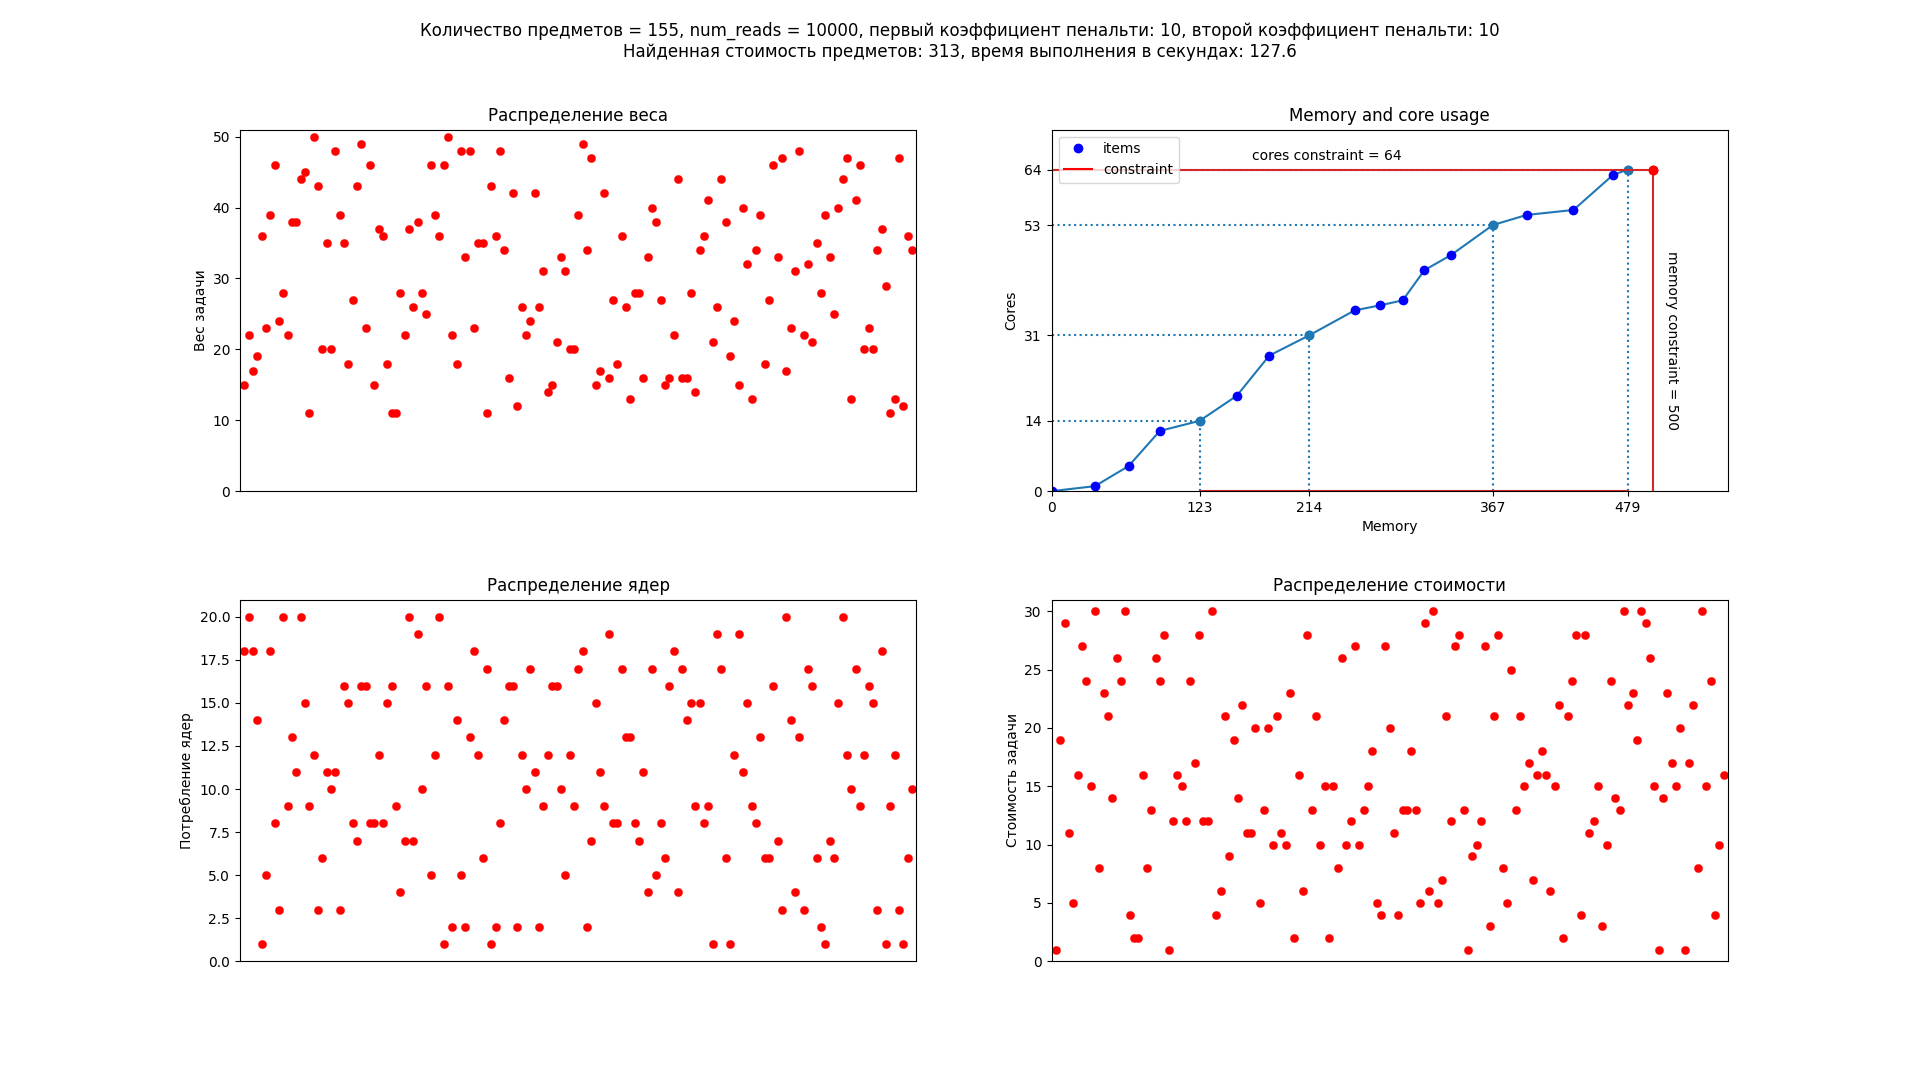 Количество предметов = 155, num_reads = 10000, первый коэффициент пенальти: 10, второй коэффициент пенальти: 10
Найденная стоимость предметов: 313, время выполнения в секундах: 127.6
Распределение веса
50
40
30
20
10
0
Вес задачи
Memory and core usage
items
constraint
cores constraint = 64
memory constraint = 500
64
53
31
14
0
Cores
0 123 214 367 479
Memory
Распределение ядер
20.0
17.5
15.0
12.5
10.0
7.5
5.0
2.5
0.0
Потребление ядер
Распределение стоимости
30
25
20
15
10
5
0
Стоимость задачи